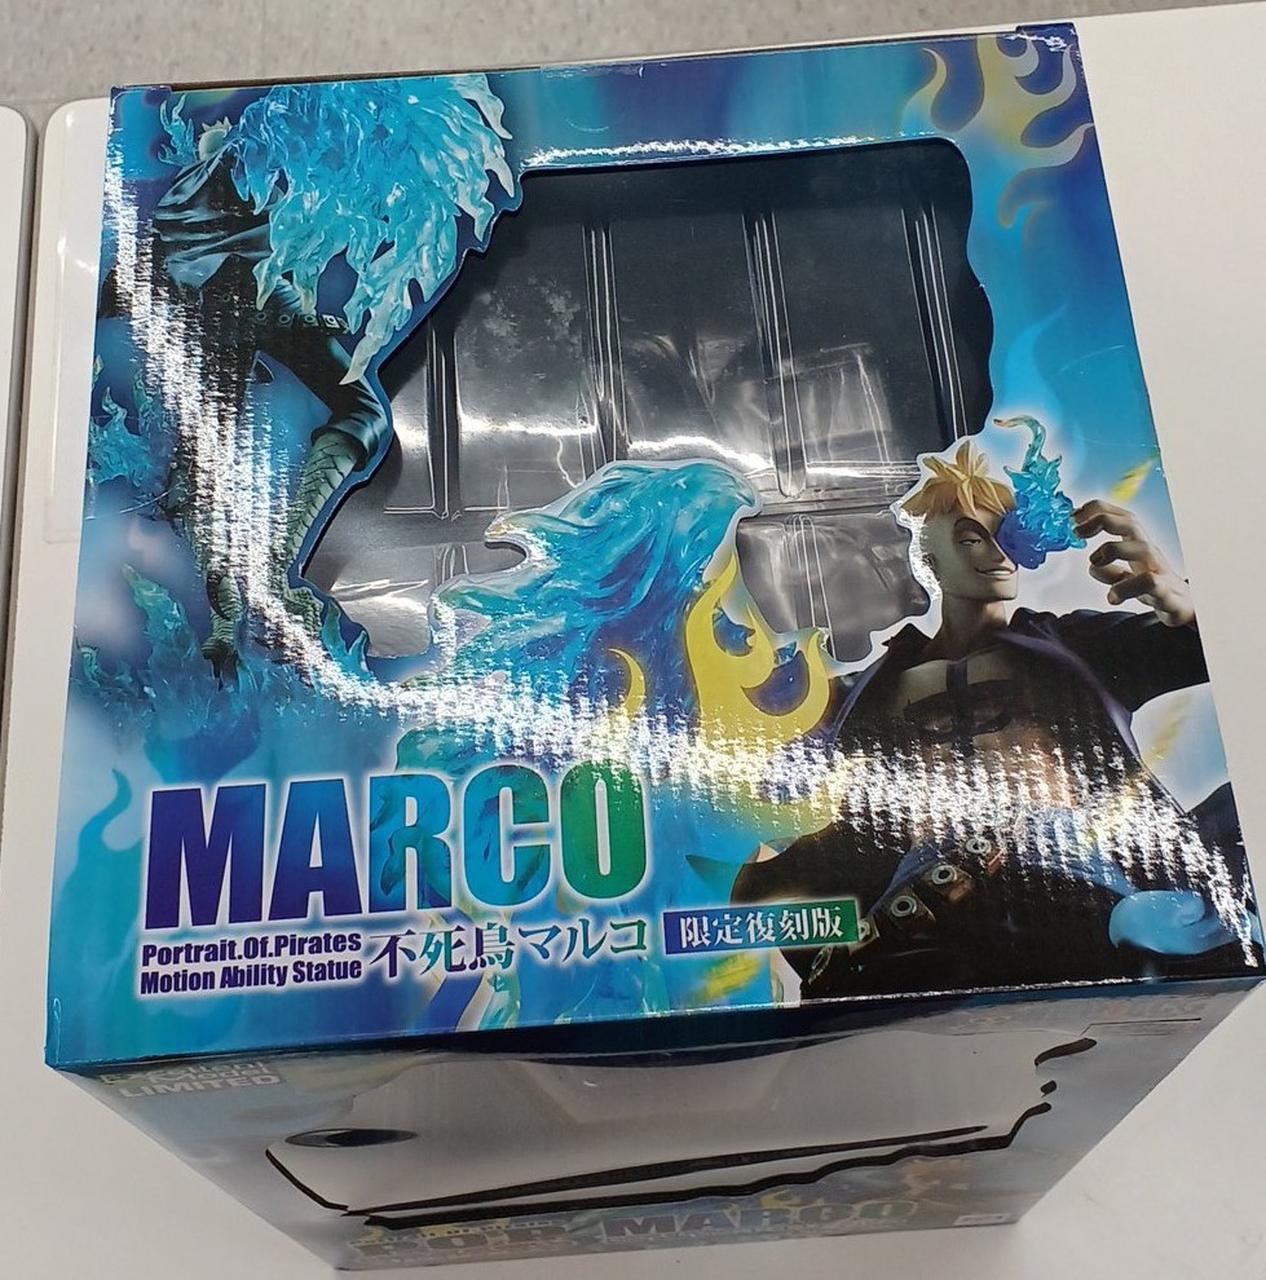 MARCO
Portrait.Of.Pirates
Motion Ability Statue
不死鳥マルコ
限定復刻版
LIMITED
P.O.P MARCO